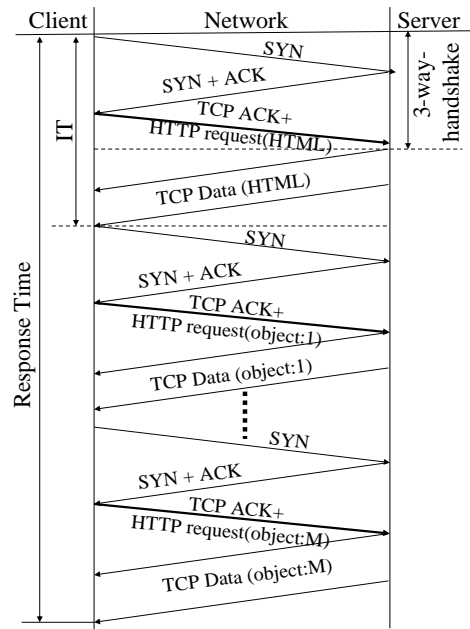 Client Network Server
SYN
SYN + ACK
TCP ACK+
HTTP request(HTML)
3-way-
handshake
IT
TCP Data (HTML)
SYN
SYN + ACK
TCP ACK+
HTTP request(object:1)
Response Time
TCP Data (object:1)
SYN
SYN + ACK
TCP ACK+
HTTP request(object:M)
TCP Data (object:M)